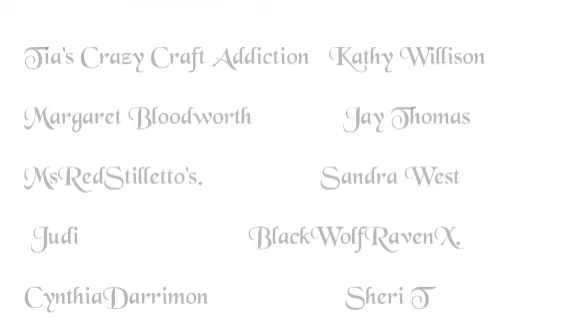 Tia's Crazy Craft Addiction Kathy Willison
Margaret Bloodworth Jay Thomas
MsRedStilletto's. Sandra West
Judi BlackWolfRavenX.
CynthiaDarrimon Sheri T